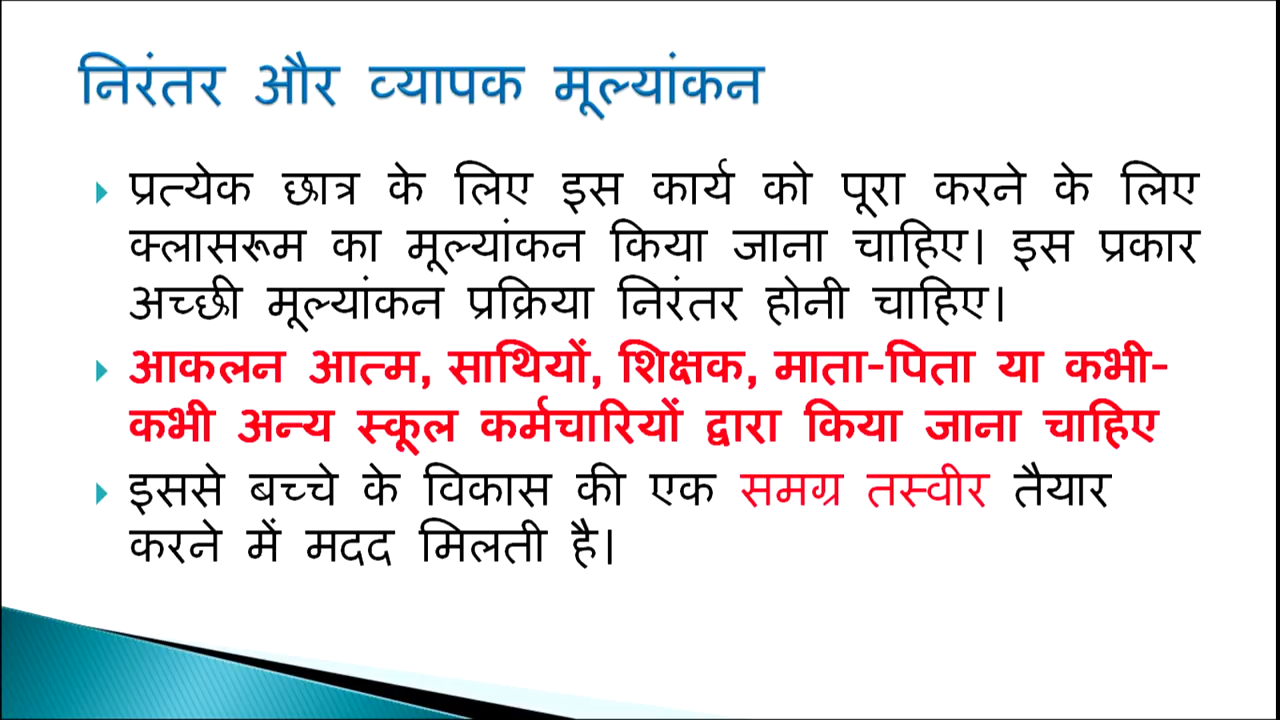 निरंतर और व्यापक मूल्यांकन
प्रत्येक छात्र के लिए इस कार्य को पूरा करने के लिए
क्लासरूम का मूल्यांकन किया जाना चाहिए। इस प्रकार
अच्छी मूल्यांकन प्रक्रिया निरंतर होनी चाहिए।
आकलन आत्म, साथियों, शिक्षक, माता-पिता या कभी-
कभी अन्य स्कूल कर्मचारियों द्वारा किया जाना चाहिए
इससे बच्चे के विकास की एक समग्र तस्वीर तैयार
करने में मदद मिलती है।